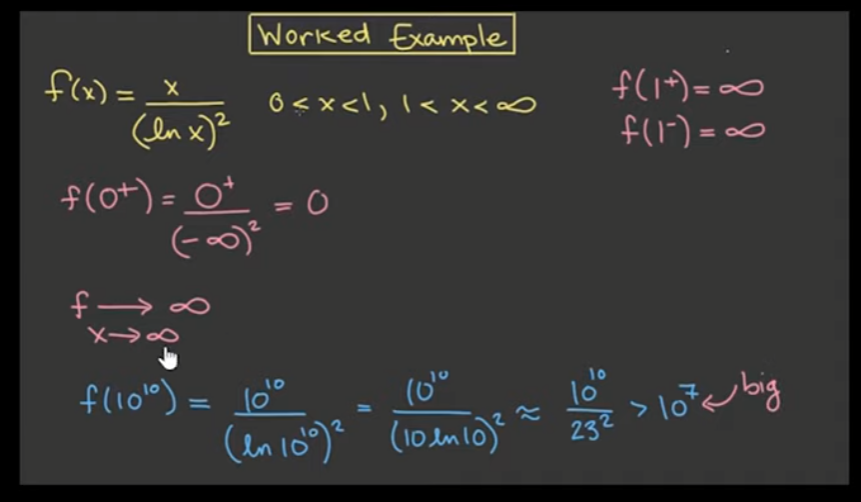 Worked Example
f(x) = x/(ln x)² 0 < x < 1, 1 < x < ∞
f(1⁺) = ∞
f(1⁻) = ∞
f(0⁺) = 0⁺/(-∞)² = 0
f → ∞
x → ∞
f(10¹⁰) = 10¹⁰/(ln 10¹⁰)² = 10¹⁰/(10 ln 10)² ≈ 10¹⁰/23² > 10⁷ ← big